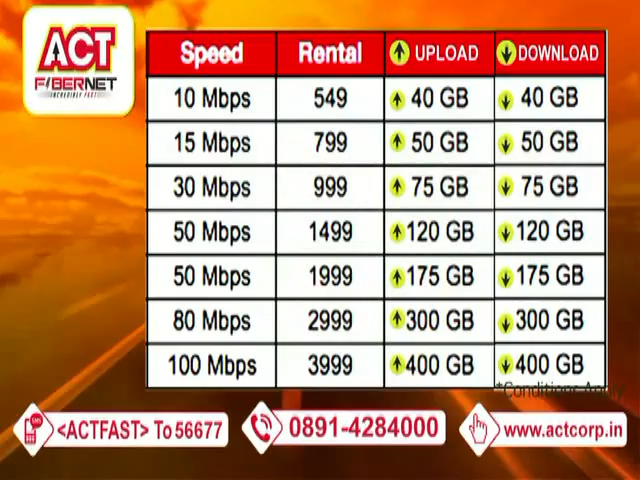 ACT
FIBERNET
INCREDIBLY FAST
Speed Rental UPLOAD DOWNLOAD
10 Mbps 549 40 GB 40 GB
15 Mbps 799 50 GB 50 GB
30 Mbps 999 75 GB 75 GB
50 Mbps 1499 120 GB 120 GB
50 Mbps 1999 175 GB 175 GB
80 Mbps 2999 300 GB 300 GB
100 Mbps 3999 400 GB 400 GB
*Conditions Apply
SMS
<ACTFAST> To 56677 0891-4284000 www.actcorp.in